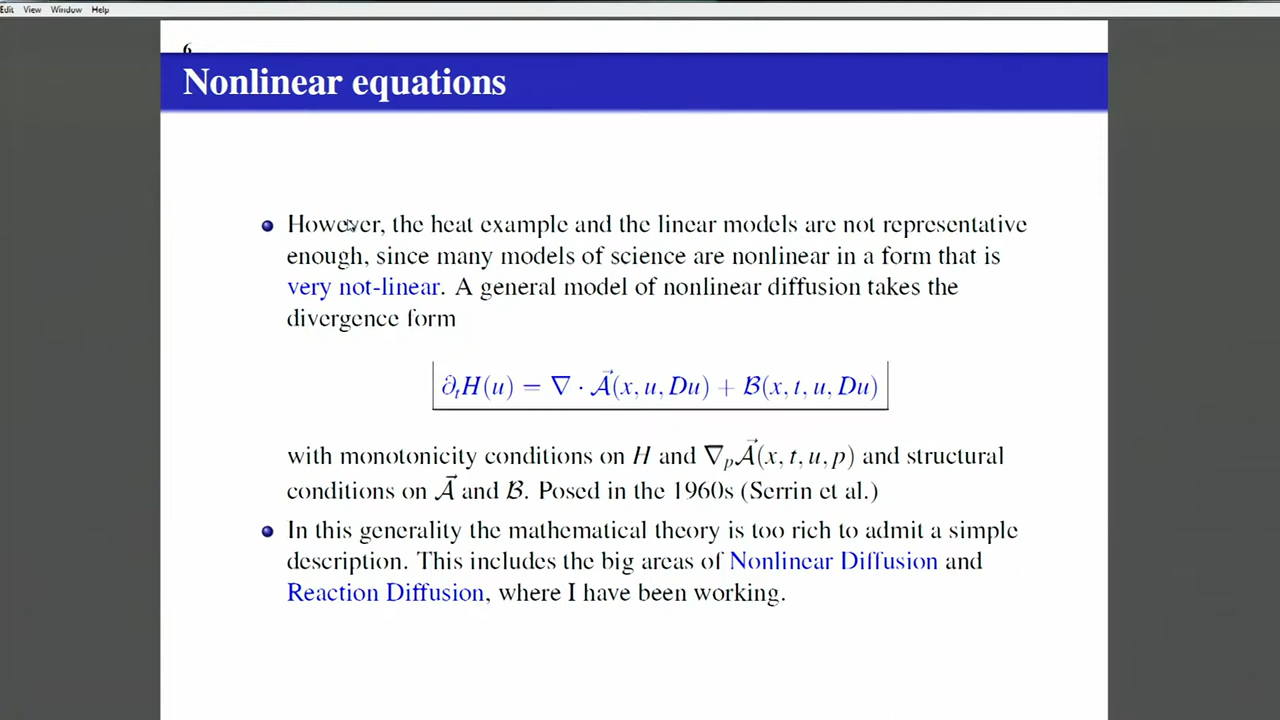 Edit View Window Help
6
Nonlinear equations
However, the heat example and the linear models are not representative
enough, since many models of science are nonlinear in a form that is
very not-linear. A general model of nonlinear diffusion takes the
divergence form
∂ₜH(u) = ∇ · 𝒜⃗(x, u, Du) + ℬ(x, t, u, Du)
with monotonicity conditions on H and ∇ₚ𝒜⃗(x, t, u, p) and structural
conditions on 𝒜⃗ and ℬ. Posed in the 1960s (Serrin et al.)
In this generality the mathematical theory is too rich to admit a simple
description. This includes the big areas of Nonlinear Diffusion and
Reaction Diffusion, where I have been working.